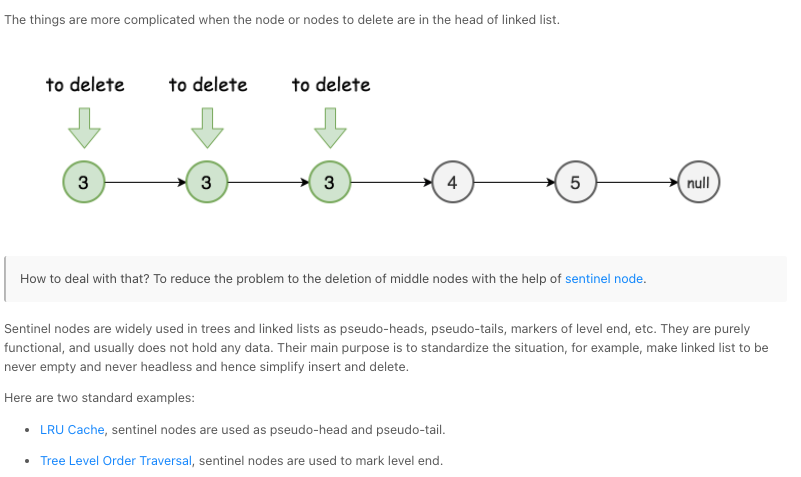 The things are more complicated when the node or nodes to delete are in the head of linked list.
to delete to delete to delete
3 3 3 4 5 null
How to deal with that? To reduce the problem to the deletion of middle nodes with the help of sentinel node.
Sentinel nodes are widely used in trees and linked lists as pseudo-heads, pseudo-tails, markers of level end, etc. They are purely
functional, and usually does not hold any data. Their main purpose is to standardize the situation, for example, make linked list to be
never empty and never headless and hence simplify insert and delete.
Here are two standard examples:
• LRU Cache, sentinel nodes are used as pseudo-head and pseudo-tail.
• Tree Level Order Traversal, sentinel nodes are used to mark level end.